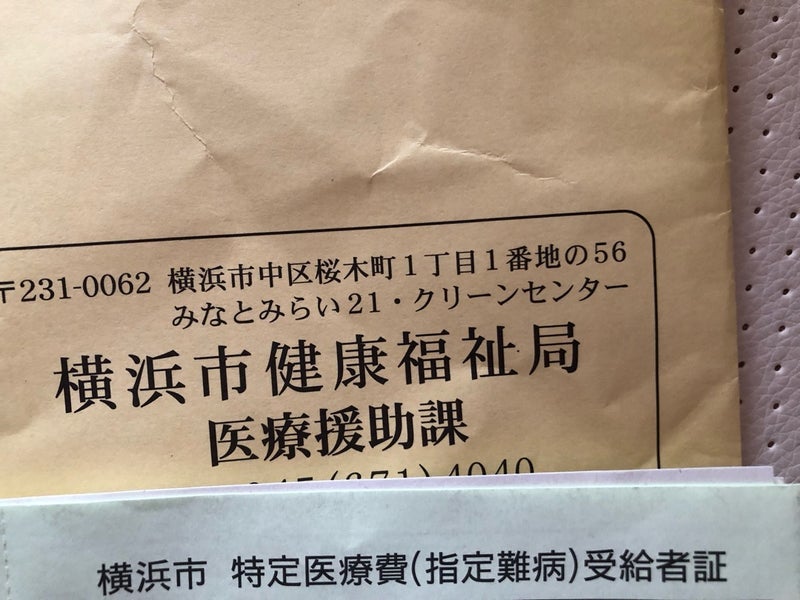 〒231-0062 横浜市中区桜木町1丁目1番地の56
みなとみらい21・クリーンセンター
横浜市健康福祉局
医療援助課
横浜市 特定医療費(指定難病)受給者証